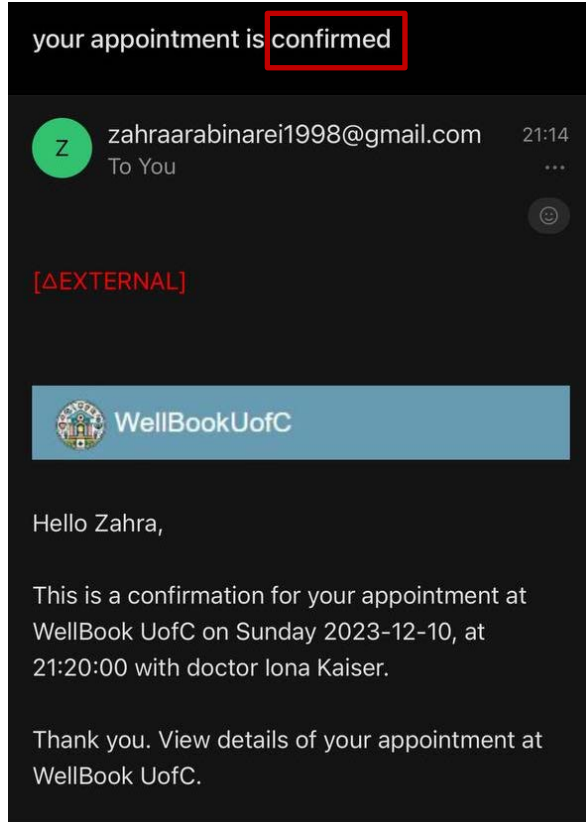 your appointment is confirmed
Z
zahraarabinarei1998@gmail.com
21:14
To You
...
[△EXTERNAL]
WellBookUofC
Hello Zahra,
This is a confirmation for your appointment at
WellBook UofC on Sunday 2023-12-10, at
21:20:00 with doctor Iona Kaiser.
Thank you. View details of your appointment at
WellBook UofC.